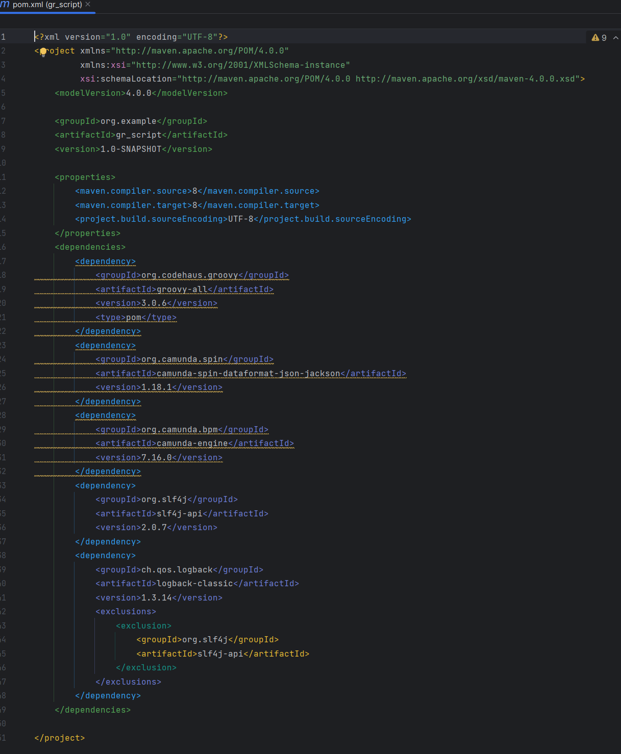 m pom.xml (gr_script) ×
1 <?xml version="1.0" encoding="UTF-8"?> 9
2 <project xmlns="http://maven.apache.org/POM/4.0.0"
3 xmlns:xsi="http://www.w3.org/2001/XMLSchema-instance"
4 xsi:schemaLocation="http://maven.apache.org/POM/4.0.0 http://maven.apache.org/xsd/maven-4.0.0.xsd">
5 <modelVersion>4.0.0</modelVersion>
6
7 <groupId>org.example</groupId>
8 <artifactId>gr_script</artifactId>
9 <version>1.0-SNAPSHOT</version>
0
1 <properties>
2 <maven.compiler.source>8</maven.compiler.source>
3 <maven.compiler.target>8</maven.compiler.target>
4 <project.build.sourceEncoding>UTF-8</project.build.sourceEncoding>
5 </properties>
6 <dependencies>
7 <dependency>
8 <groupId>org.codehaus.groovy</groupId>
9 <artifactId>groovy-all</artifactId>
20 <version>3.0.6</version>
21 <type>pom</type>
22 </dependency>
23 <dependency>
24 <groupId>org.camunda.spin</groupId>
25 <artifactId>camunda-spin-dataformat-json-jackson</artifactId>
26 <version>1.18.1</version>
27 </dependency>
28 <dependency>
29 <groupId>org.camunda.bpm</groupId>
30 <artifactId>camunda-engine</artifactId>
31 <version>7.16.0</version>
32 </dependency>
33 <dependency>
34 <groupId>org.slf4j</groupId>
35 <artifactId>slf4j-api</artifactId>
36 <version>2.0.7</version>
37 </dependency>
38 <dependency>
39 <groupId>ch.qos.logback</groupId>
40 <artifactId>logback-classic</artifactId>
41 <version>1.3.14</version>
42 <exclusions>
43 <exclusion>
44 <groupId>org.slf4j</groupId>
45 <artifactId>slf4j-api</artifactId>
46 </exclusion>
47 </exclusions>
48 </dependency>
49 </dependencies>
50
51 </project>